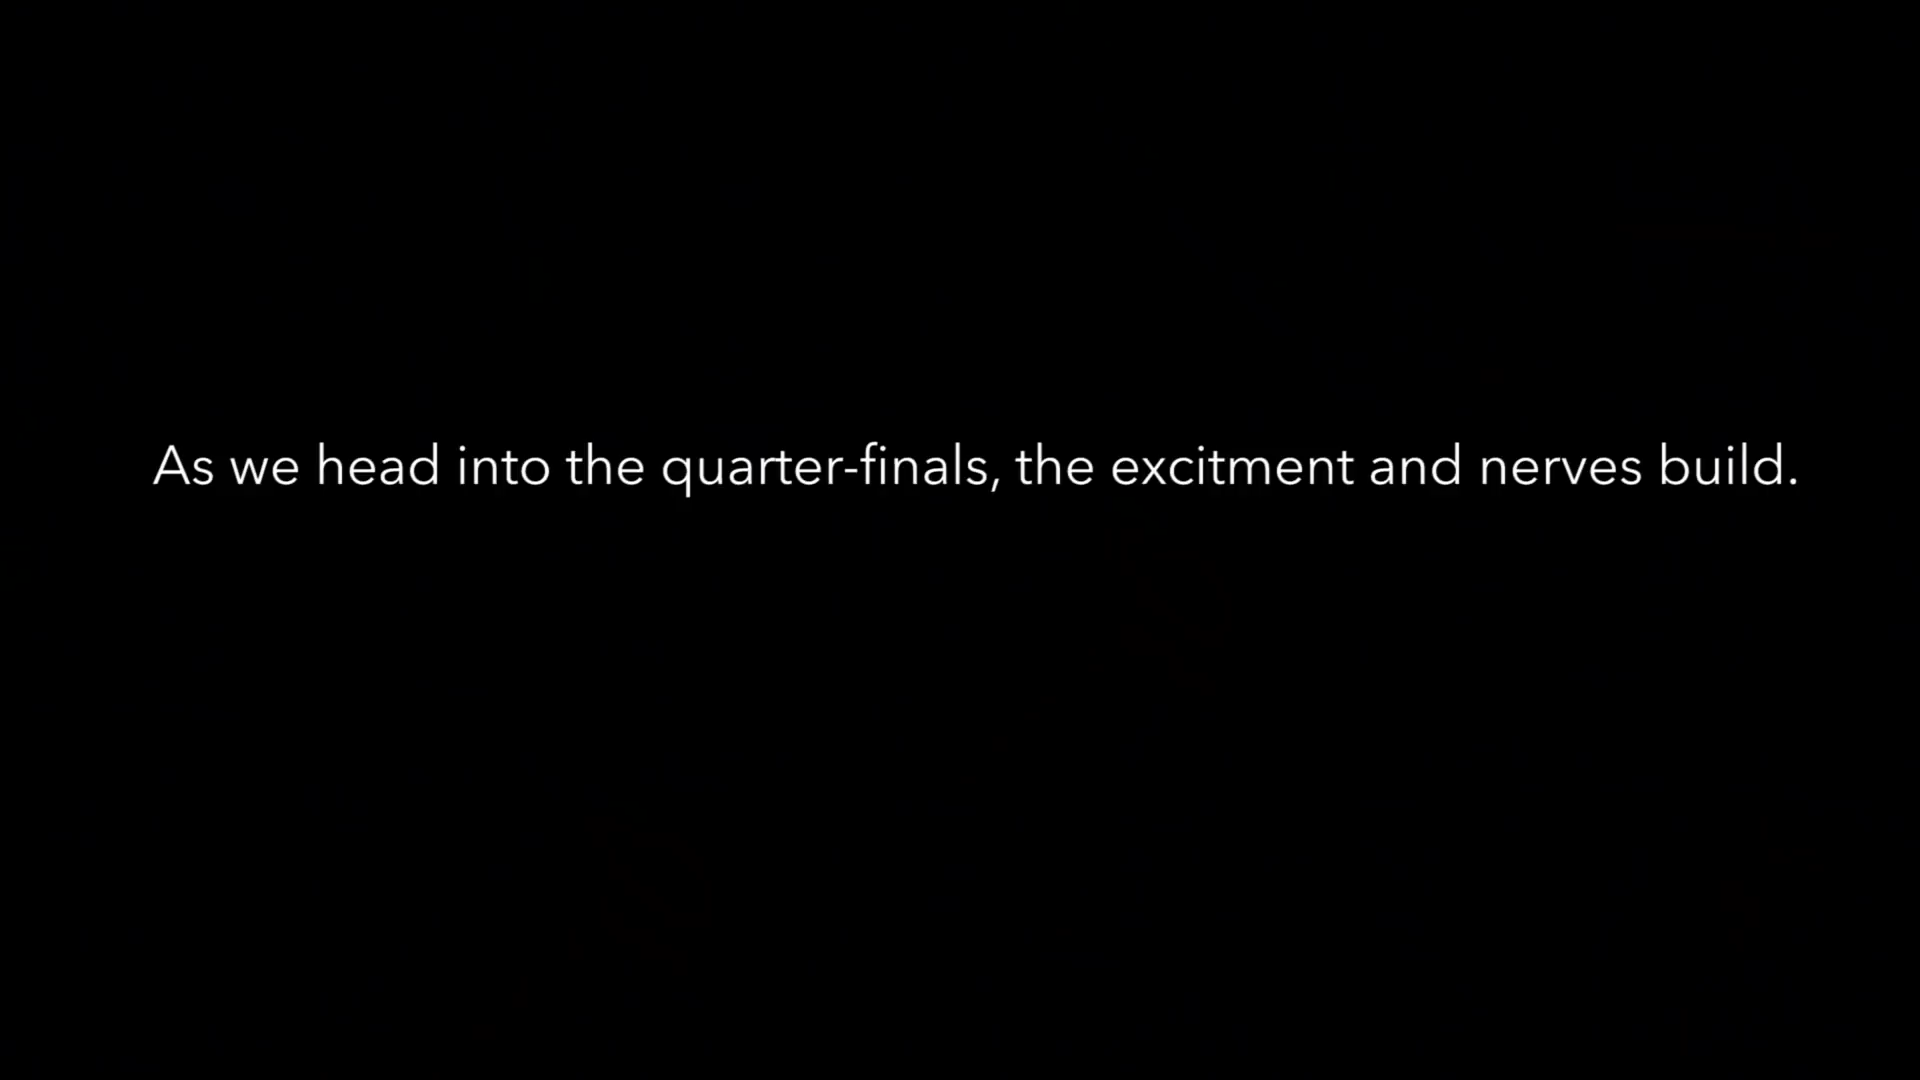 As we head into the quarter-finals, the excitment and nerves build.